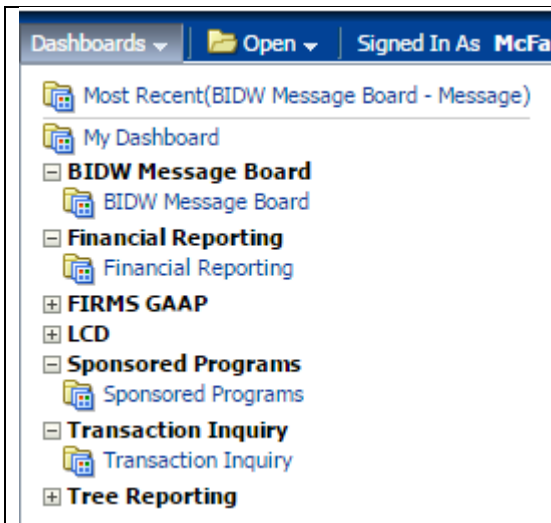 Dashboards Open Signed In As McFa
Most Recent(BIDW Message Board - Message)
My Dashboard
BIDW Message Board
BIDW Message Board
Financial Reporting
Financial Reporting
FIRMS GAAP
LCD
Sponsored Programs
Sponsored Programs
Transaction Inquiry
Transaction Inquiry
Tree Reporting